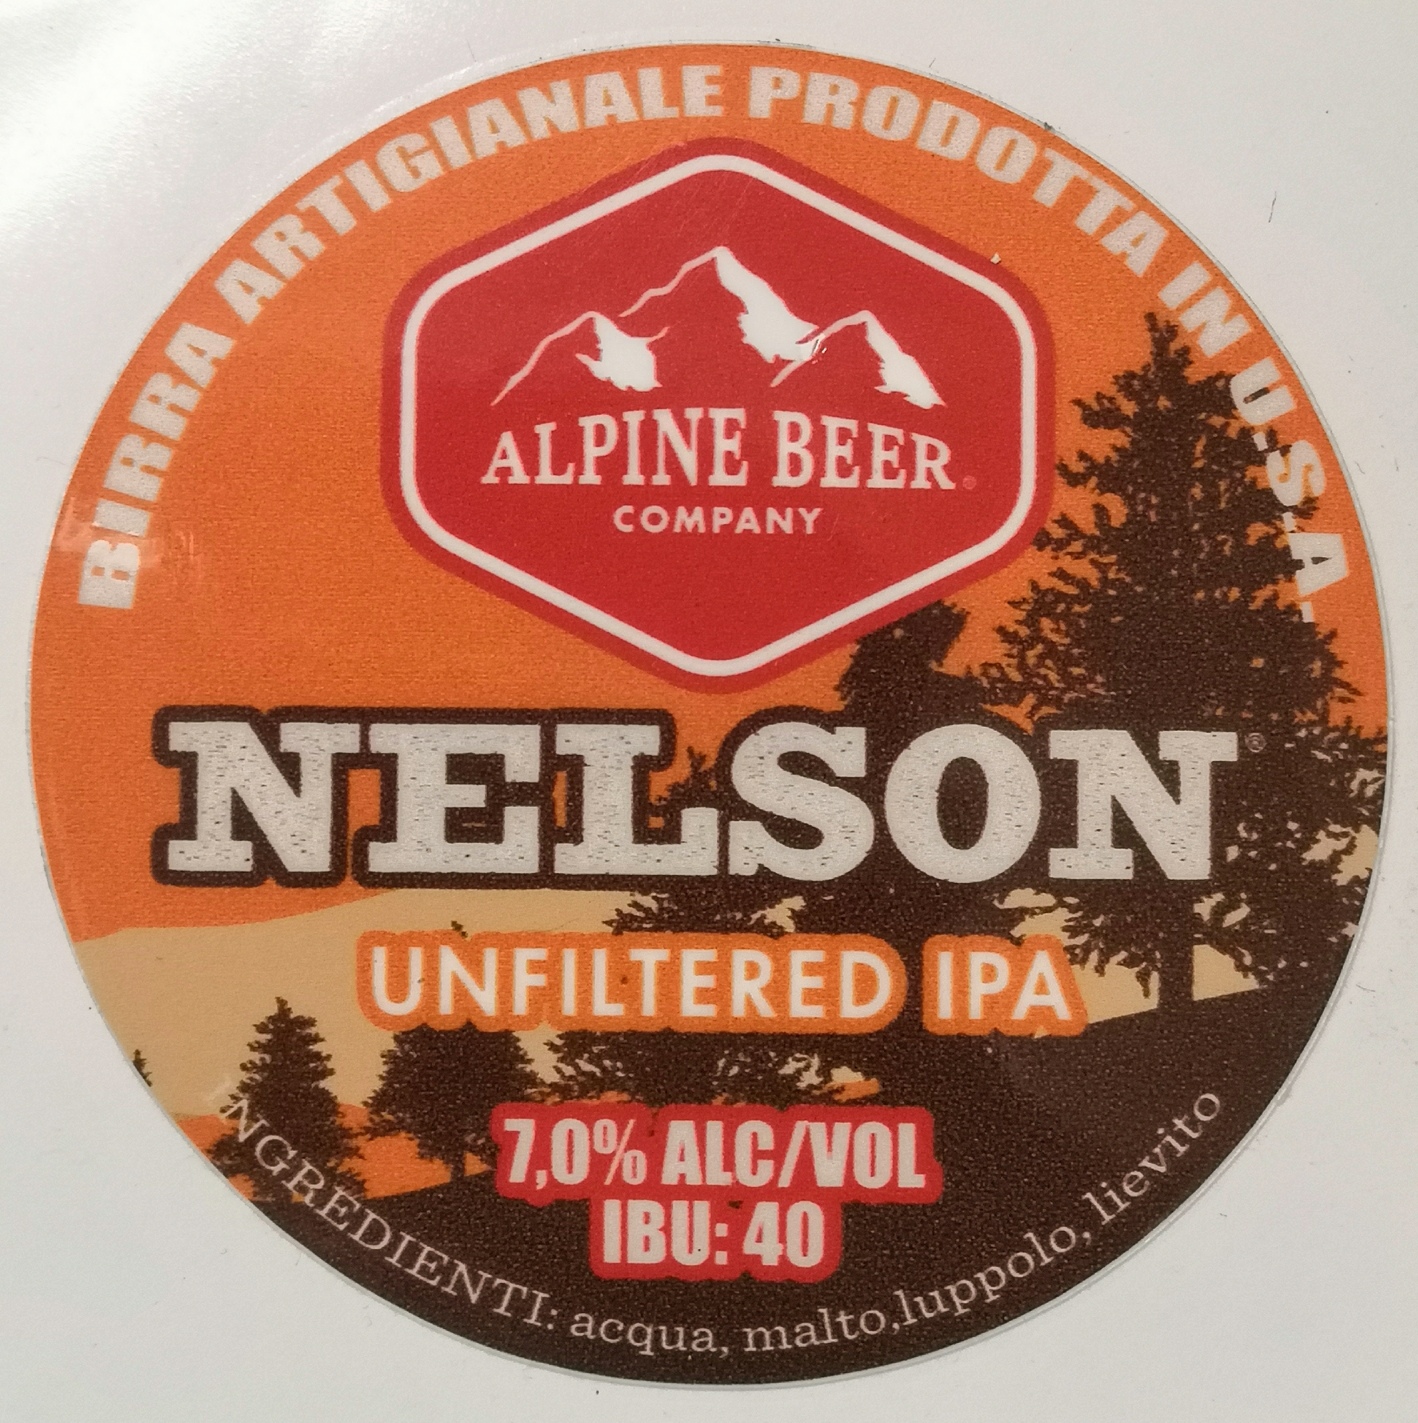 BIRRA ARTIGIANALE PRODOTTA IN U.S.A.
ALPINE BEER®
COMPANY
NELSON®
UNFILTERED IPA
7,0% ALC/VOL
IBU: 40
INGREDIENTI: acqua, malto,luppolo, lievito